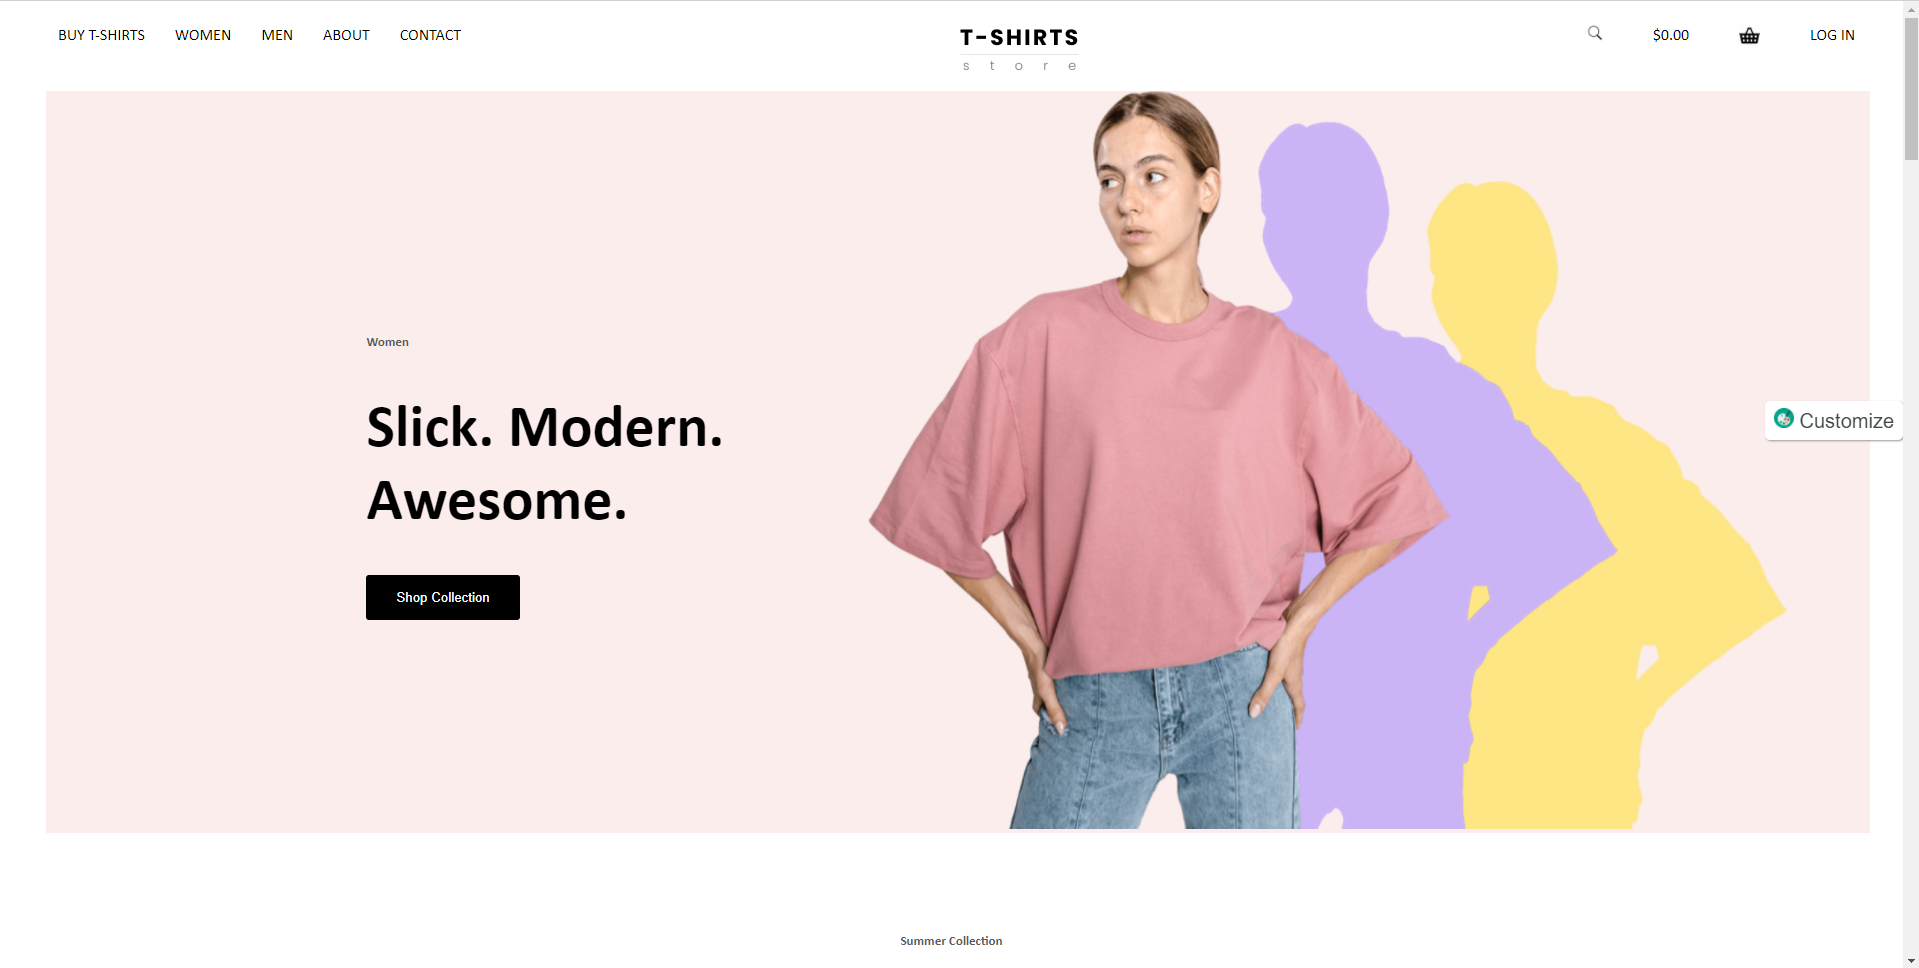 BUY T-SHIRTS WOMEN MEN ABOUT CONTACT
T-SHIRTS
store
$0.00
LOG IN
Women
Slick. Modern.
Awesome.
Shop Collection
Customize
Summer Collection